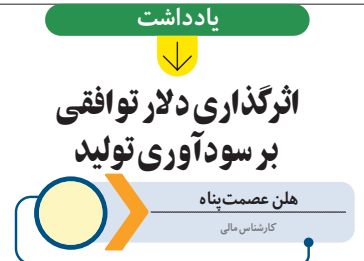 یادداشت
اثرگذاری دلار توافقی
بر سودآوری تولید
هلن عصمت‌پناه
کارشناس مالی